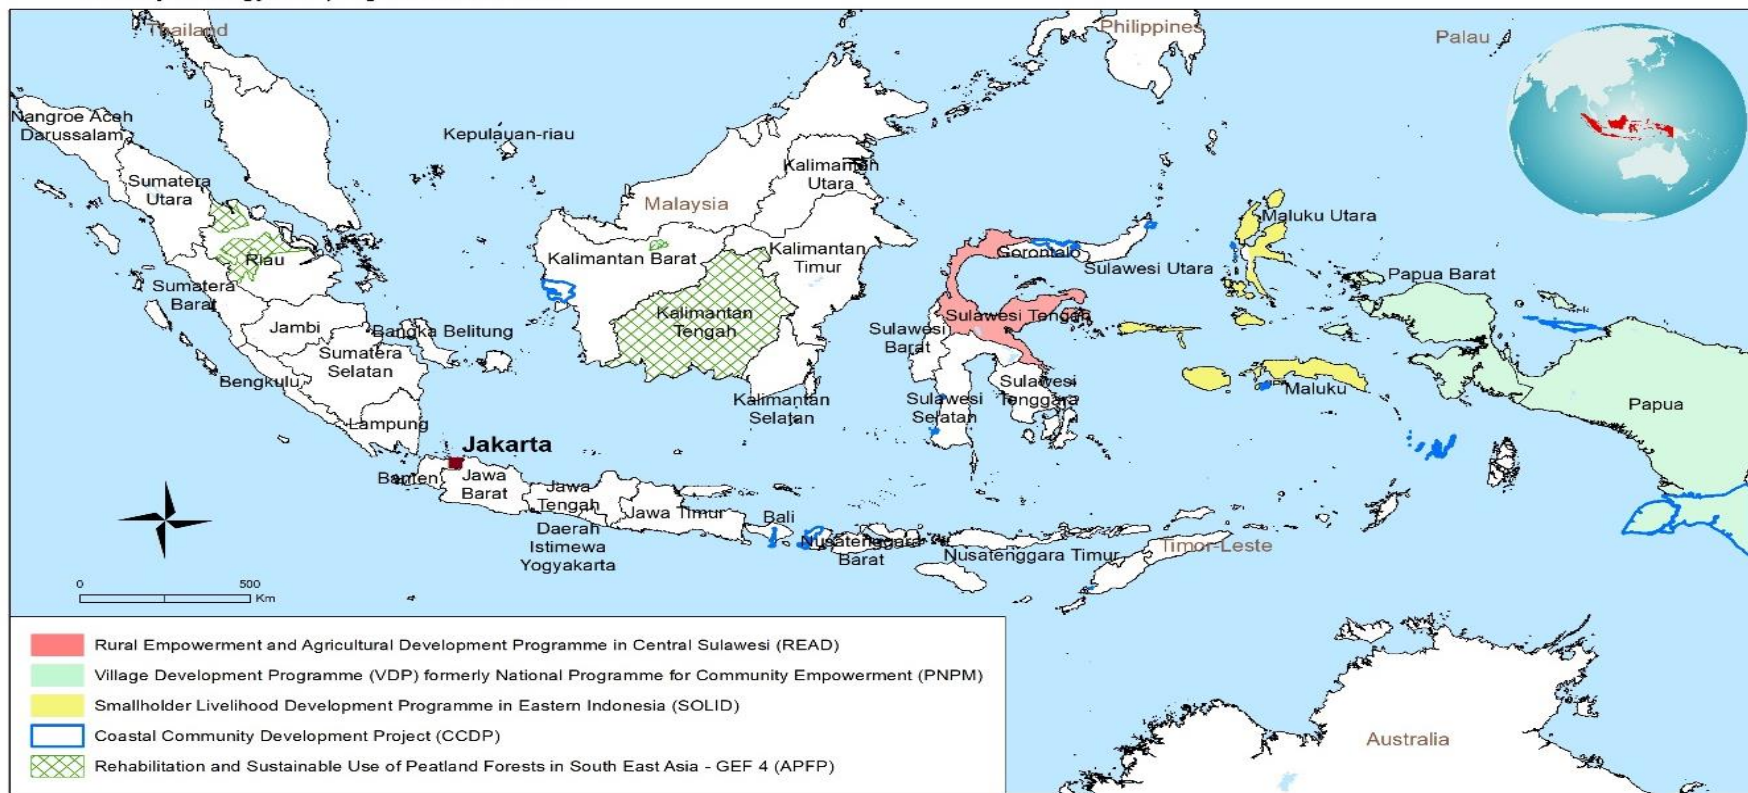 Thailand
Philippines
Palau
Nangroe Aceh
Darussalam
Kepulauan-riau
Sumatera
Utara
Kalimantan
Utara
Malaysia
Maluku Utara
Riau
Kalimantan Barat
Kalimantan
Timur
Gorontalo
Sulawesi Utara
Papua Barat
Sumatera
Barat
Jambi
Bangka Belitung
Kalimantan
Tengah
Sulawesi Tengah
Sulawesi
Barat
Sumatera
Selatan
Bengkulu
Kalimantan
Selatan
Sulawesi
Selatan
Sulawesi
Tenggara
Maluku
Papua
Lampung
Jakarta
Banten
Jawa
Barat
Jawa
Tengah
Jawa Timur
Bali
Daerah
Istimewa
Yogyakarta
Nusatenggara
Barat
Nusatenggara Timur
Timor-Leste
0 500
Km
Rural Empowerment and Agricultural Development Programme in Central Sulawesi (READ)
Village Development Programme (VDP) formerly National Programme for Community Empowerment (PNPM)
Smallholder Livelihood Development Programme in Eastern Indonesia (SOLID)
Coastal Community Development Project (CCDP)
Rehabilitation and Sustainable Use of Peatland Forests in South East Asia - GEF 4 (APFP)
Australia